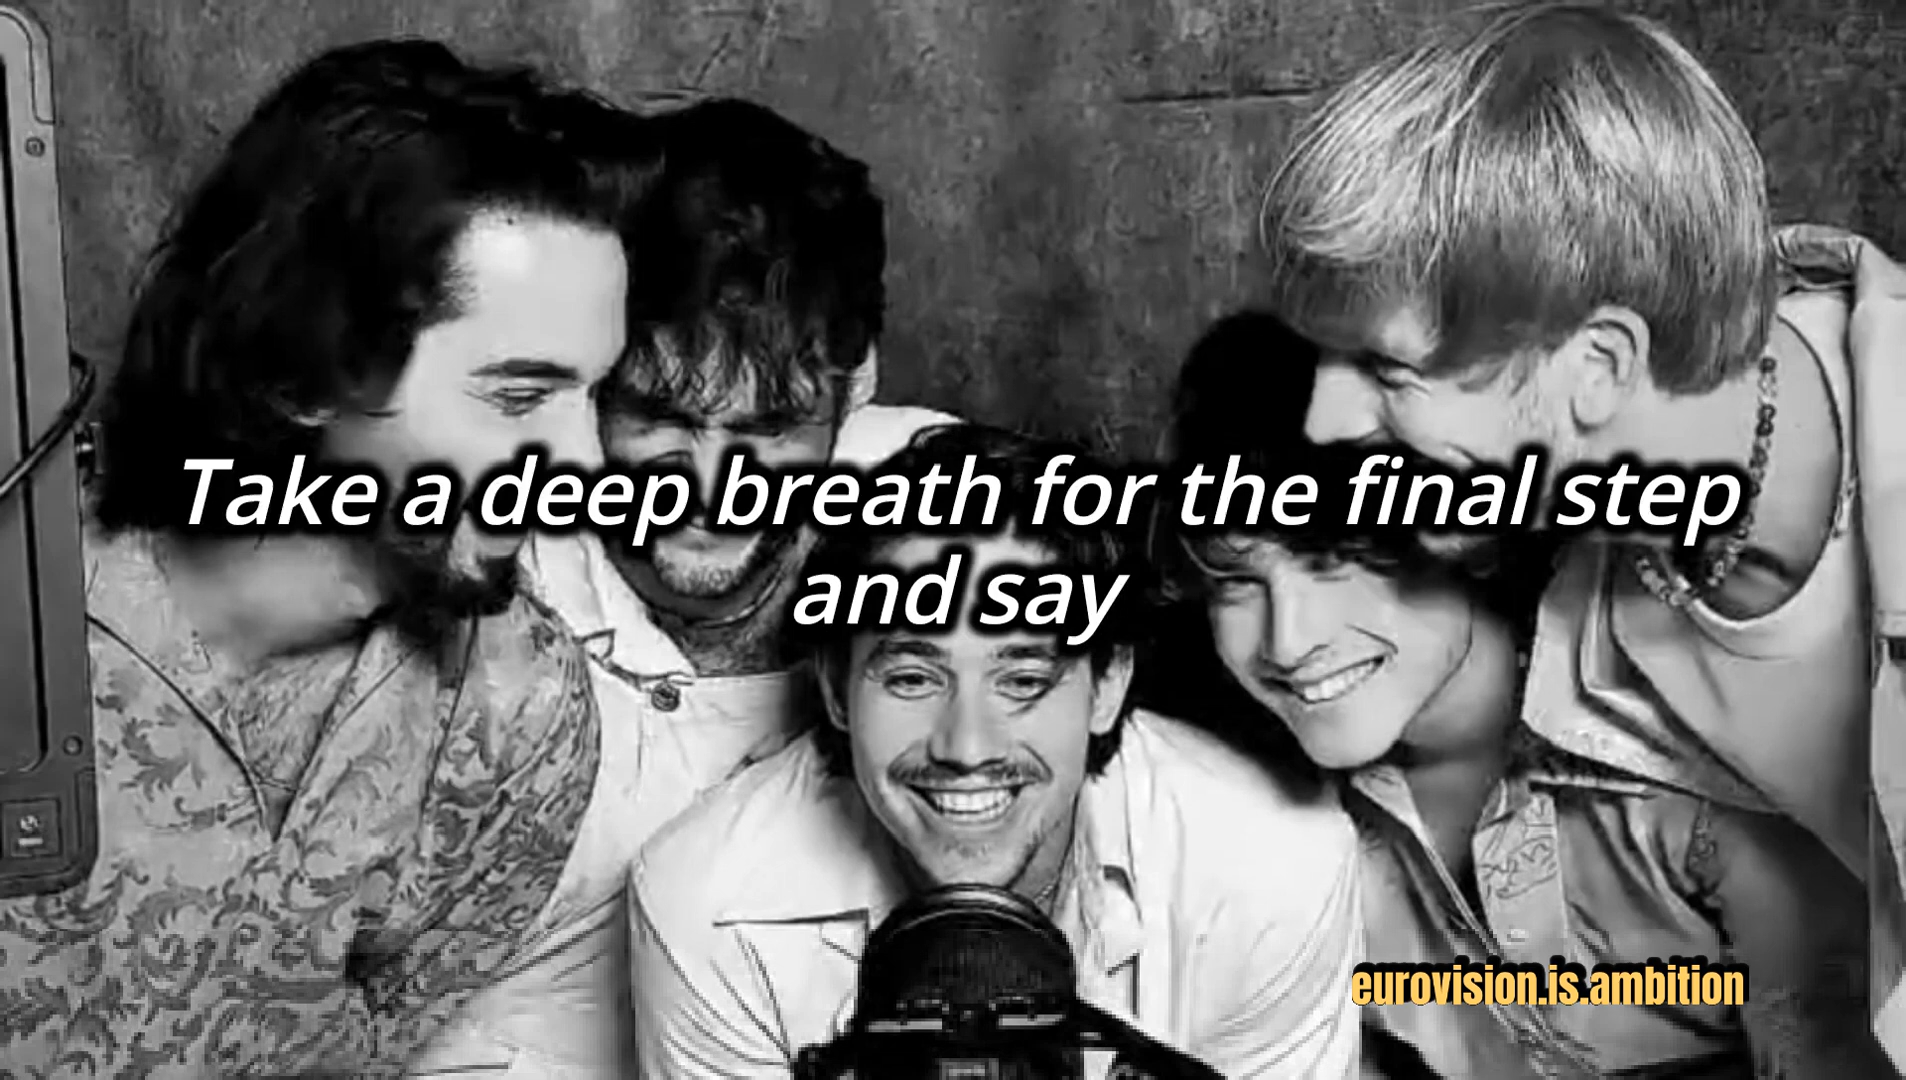 Take a deep breath for the final step
and say
eurovision.is.ambition